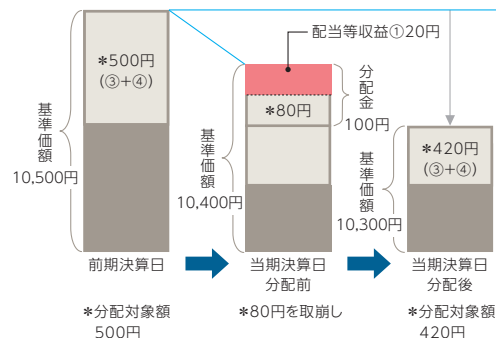 配当等収益①20円
*500円
(③+④)
基準価額
10,500円
*80円
分配金
100円
基準価額
10,400円
*420円
(③+④)
基準価額
10,300円
前期決算日
当期決算日
分配前
当期決算日
分配後
*分配対象額
500円
*80円を取崩し
*分配対象額
420円